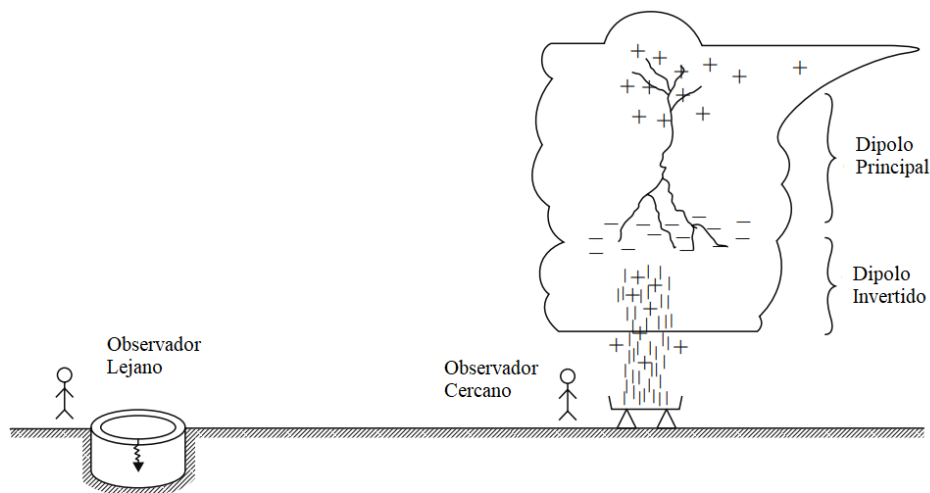 Dipolo
Principal
Dipolo
Invertido
Observador
Lejano
Observador
Cercano